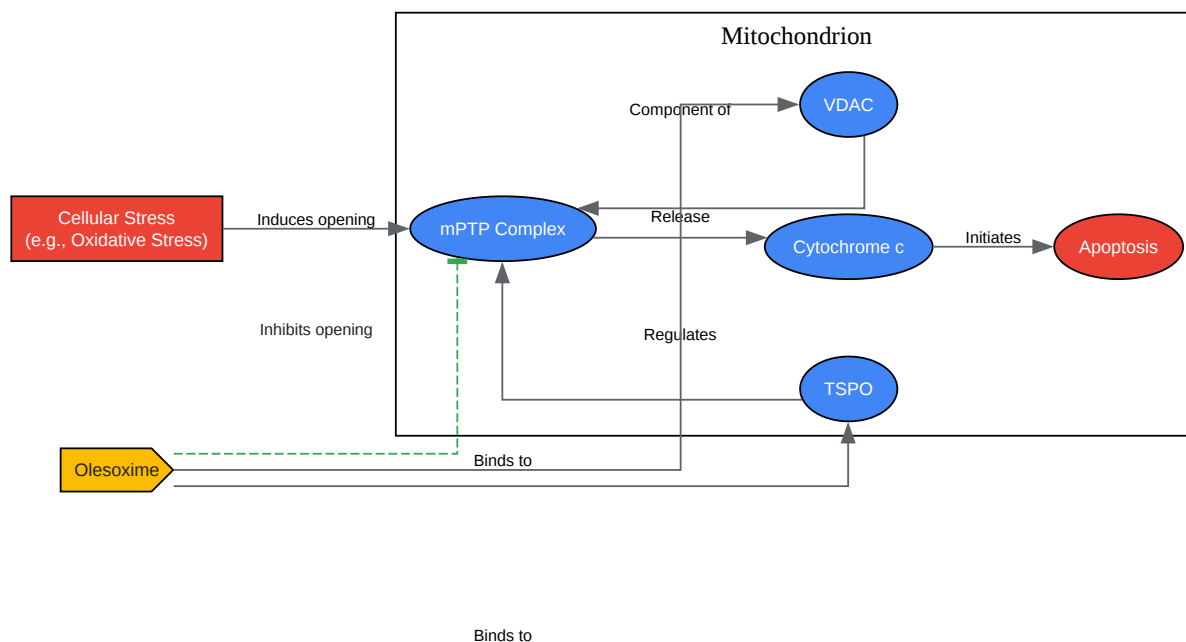 Mitochondrion
VDAC
Component of
Cellular Stress
(e.g., Oxidative Stress)
Induces opening
mPTP Complex
Release
Cytochrome c
Initiates
Apoptosis
Inhibits opening
Regulates
TSPO
Olesoxime
Binds to
Binds to